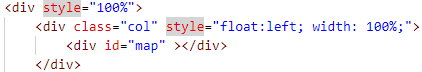 <div style="100%">
<div class="col" style="float:left; width: 100%;">
<div id="map" ></div>
</div>